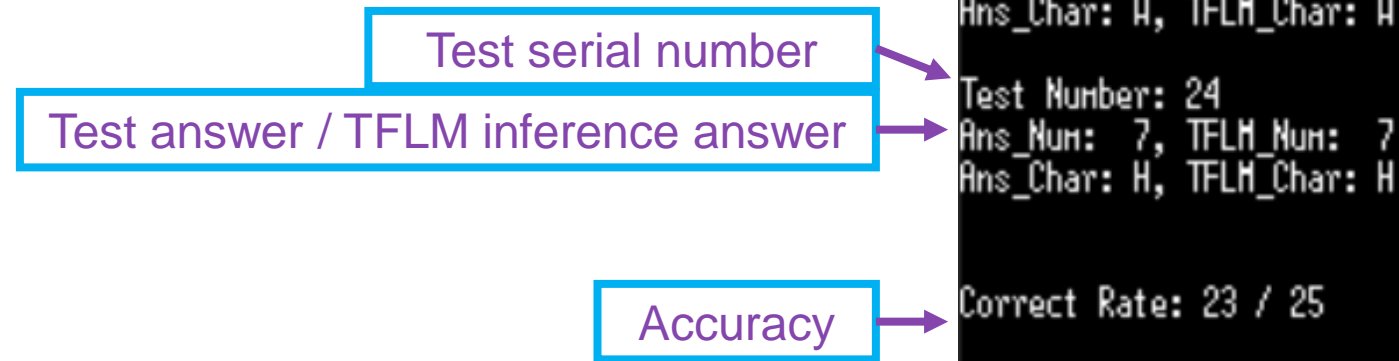 Ans_Char: W, TFLM_Char: W
Test serial number
Test Number: 24
Test answer / TFLM inference answer
Ans_Num: 7, TFLM_Num: 7
Ans_Char: H, TFLM_Char: H
Accuracy
Correct Rate: 23 / 25